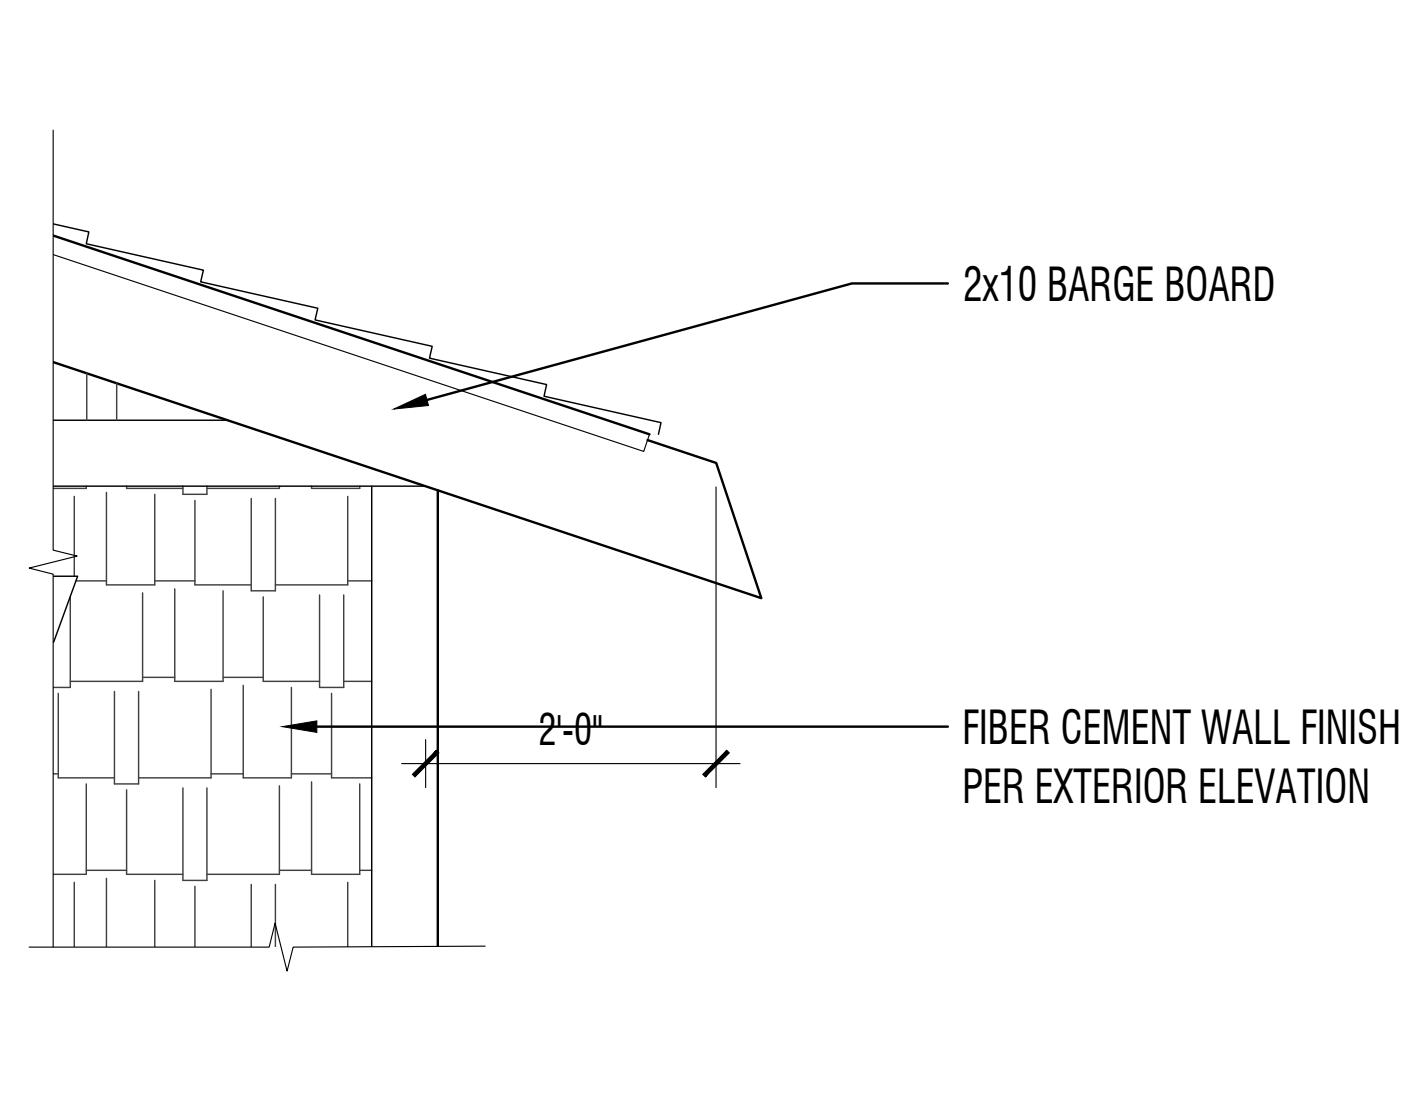 2x10 BARGE BOARD
2'-0"
FIBER CEMENT WALL FINISH
PER EXTERIOR ELEVATION